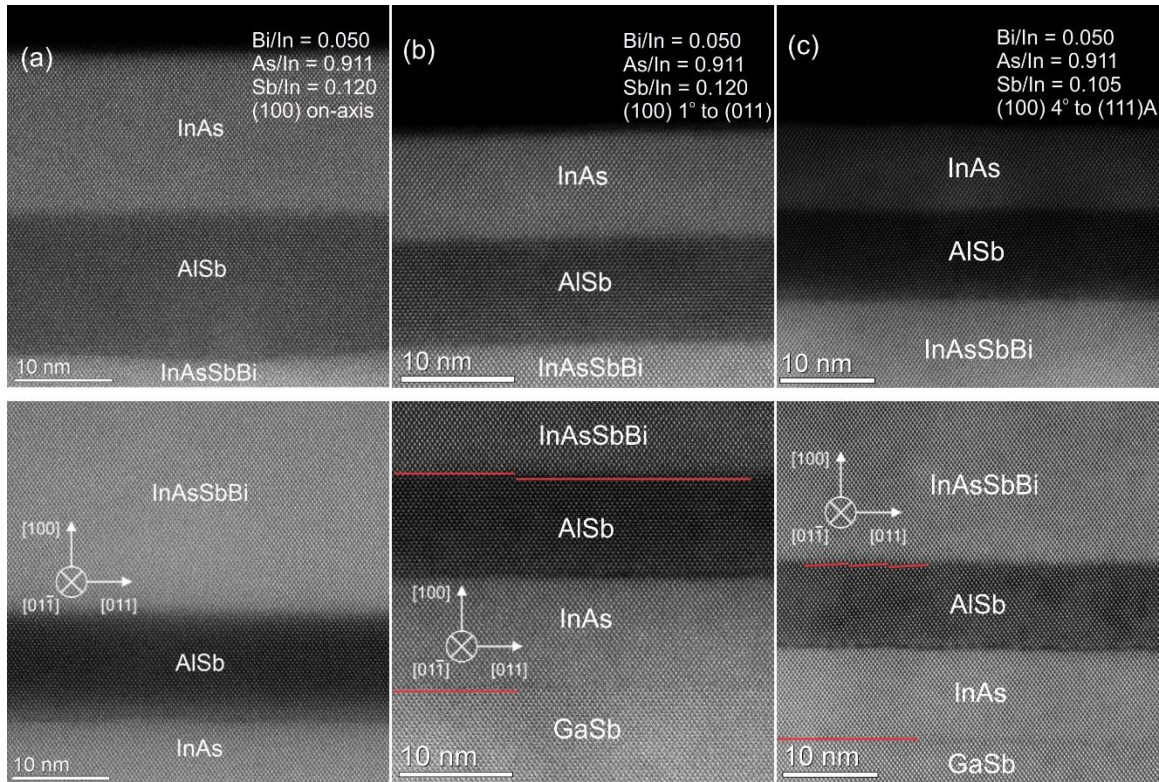 (a)
Bi/In = 0.050
As/In = 0.911
Sb/In = 0.120
(100) on-axis
InAs
AlSb
10 nm
InAsSbBi
(b)
Bi/In = 0.050
As/In = 0.911
Sb/In = 0.120
(100) 1° to (011)
InAs
AlSb
10 nm
InAsSbBi
(c)
Bi/In = 0.050
As/In = 0.911
Sb/In = 0.105
(100) 4° to (111)A
InAs
AlSb
10 nm
InAsSbBi
InAsSbBi
[100]
[011̅]
[011]
AlSb
10 nm
InAs
InAsSbBi
AlSb
[100]
InAs
[011̅]
[011]
GaSb
10 nm
[100]
InAsSbBi
[011̅]
[011]
AlSb
InAs
10 nm
GaSb